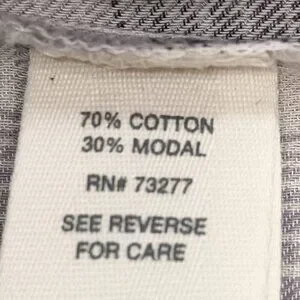 70% COTTON
30% MODAL
RN# 73277
SEE REVERSE
FOR CARE